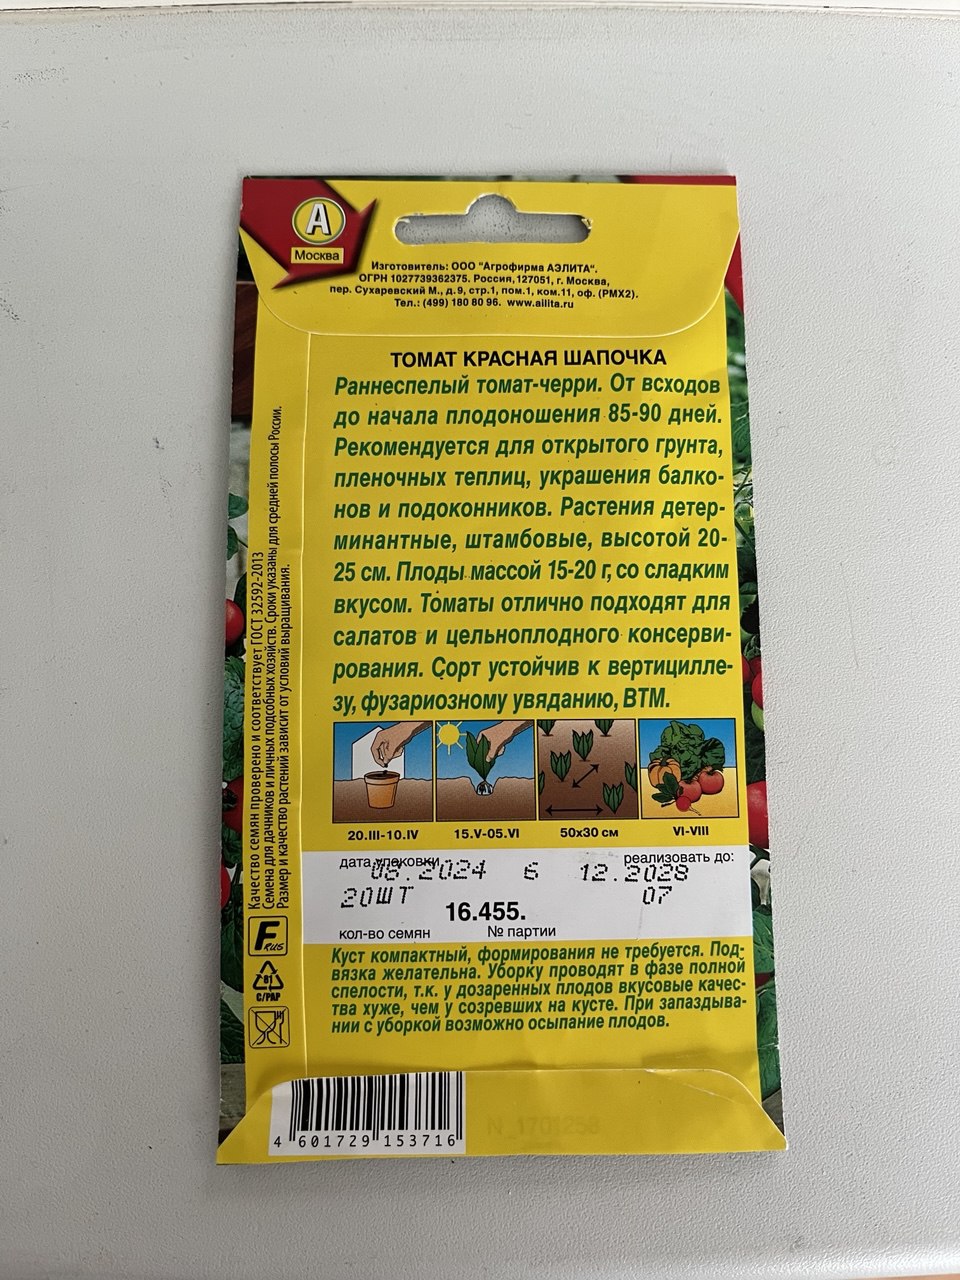 А
Москва
Изготовитель: ООО "Агрофирма АЭЛИТА".
ОГРН 1027739362375. Россия, 127051, г. Москва,
пер. Сухаревский М., д.9, стр.1, пом.1, ком.11, оф. (РМХ2).
Тел.: (499) 180 80 96. www.ailita.ru
ТОМАТ КРАСНАЯ ШАПОЧКА
Раннеспелый томат-черри. От всходов
до начала плодоношения 85-90 дней.
Рекомендуется для открытого грунта,
пленочных теплиц, украшения балко-
нов и подоконников. Растения детер-
минантные, штамбовые, высотой 20-
25 см. Плоды массой 15-20 г, со сладким
вкусом. Томаты отлично подходят для
салатов и цельноплодного консерви-
рования. Сорт устойчив к вертицилле-
зу, фузариозному увяданию, ВТМ.
20.III-10.IV
15.V-05.VI
50x30 см
VI-VIII
дата упаковки
реализовать до:
08.2024 6 12.2028
20ШТ 07
16.455.
кол-во семян
№ партии
Куст компактный, формирования не требуется. Под-
вязка желательна. Уборку проводят в фазе полной
спелости, т.к. у дозаренных плодов вкусовые качес-
тва хуже, чем у созревших на кусте. При запаздыва-
нии с уборкой возможно осыпание плодов.
Качество семян проверено и соответствует ГОСТ 32592-2013
Семена для дачников и личных подсобных хозяйств. Сроки указаны для средней полосы России.
Размер и качество растений зависит от условий выращивания.
F RUS
81
C/PAP
4 601729 153716